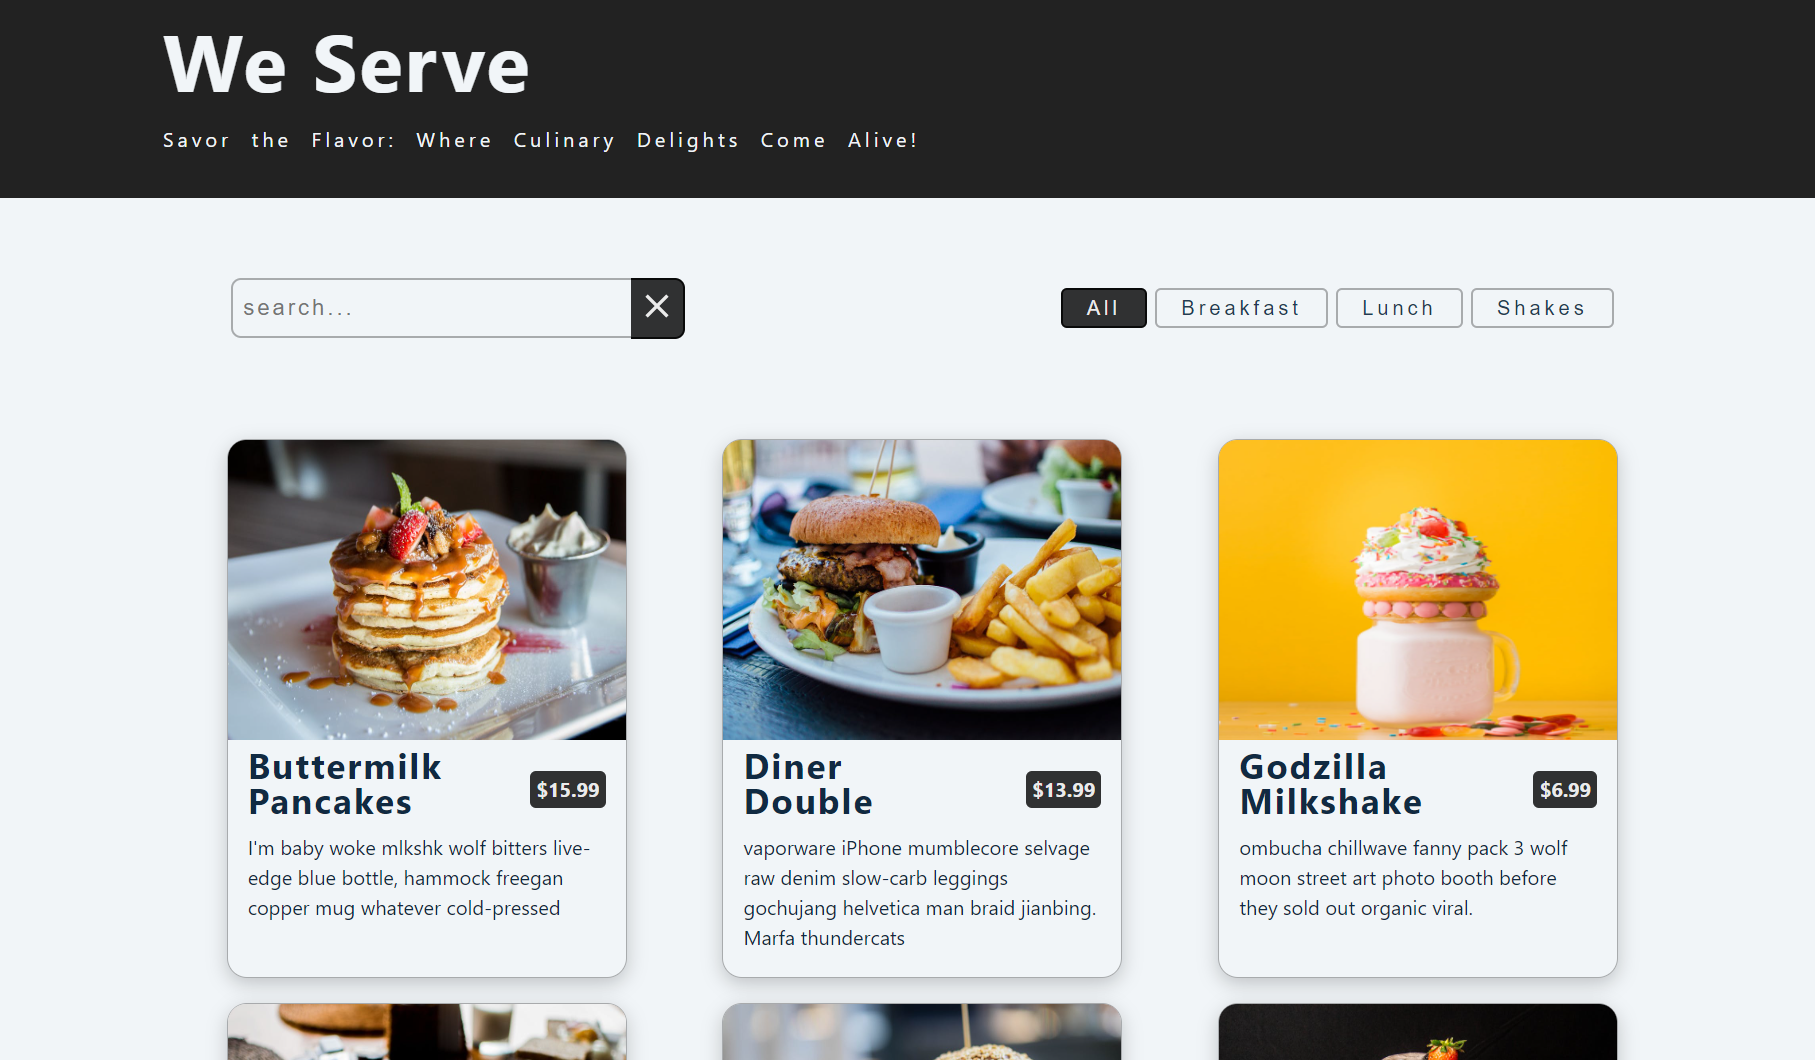 We Serve
Savor the Flavor: Where Culinary Delights Come Alive!
search...
All Breakfast Lunch Shakes
Buttermilk
Pancakes
$15.99
I'm baby woke mlkshk wolf bitters live-
edge blue bottle, hammock freegan
copper mug whatever cold-pressed
Diner
Double
$13.99
vaporware iPhone mumblecore selvage
raw denim slow-carb leggings
gochujang helvetica man braid jianbing.
Marfa thundercats
Godzilla
Milkshake
$6.99
ombucha chillwave fanny pack 3 wolf
moon street art photo booth before
they sold out organic viral.